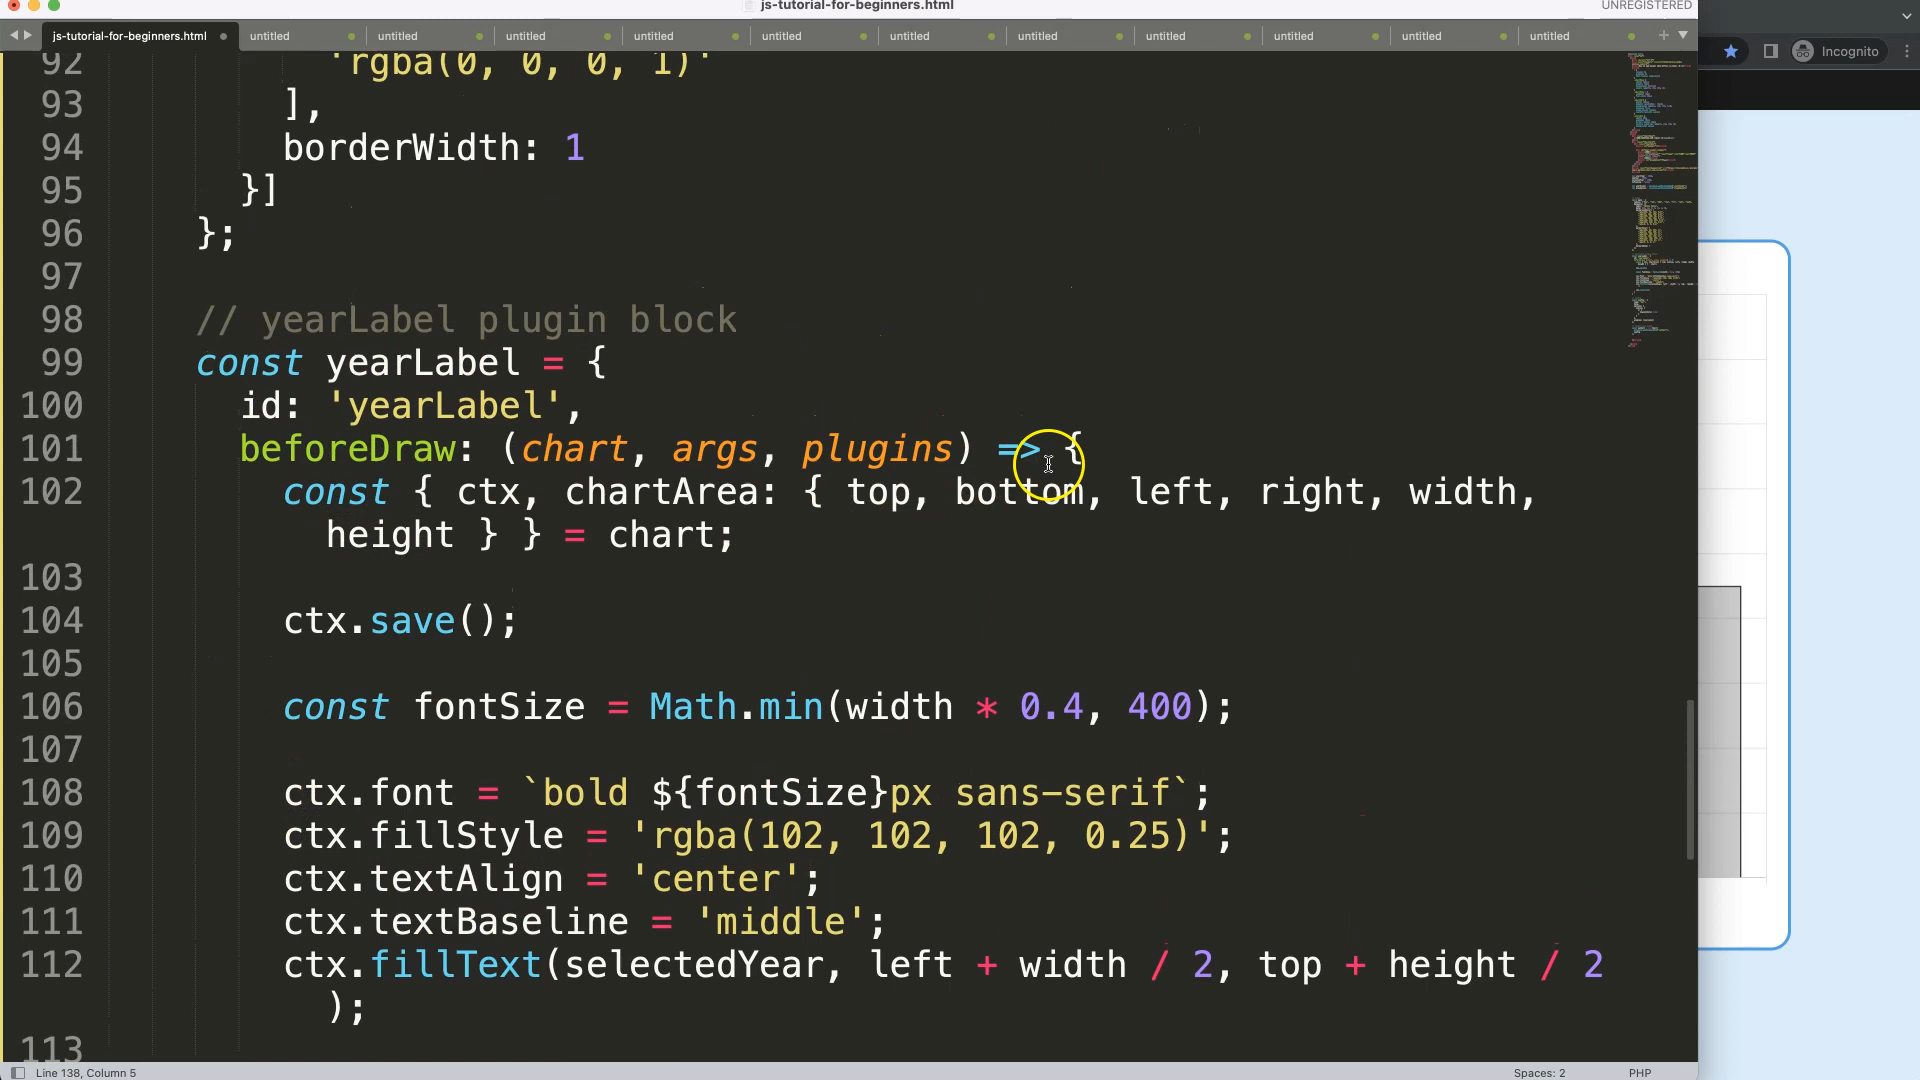 js-tutorial-for-beginners.html
UNREGISTERED
js-tutorial-for-beginners.html untitled untitled untitled untitled untitled untitled untitled untitled untitled untitled untitled
Incognito
92 'rgba(0, 0, 0, 1)'
93 ],
94 borderWidth: 1
95 }]
96 };
97
98 // yearLabel plugin block
99 const yearLabel = {
100 id: 'yearLabel',
101 beforeDraw: (chart, args, plugins) => {
102 const { ctx, chartArea: { top, bottom, left, right, width,
height } } = chart;
103
104 ctx.save();
105
106 const fontSize = Math.min(width * 0.4, 400);
107
108 ctx.font = `bold ${fontSize}px sans-serif`;
109 ctx.fillStyle = 'rgba(102, 102, 102, 0.25)';
110 ctx.textAlign = 'center';
111 ctx.textBaseline = 'middle';
112 ctx.fillText(selectedYear, left + width / 2, top + height / 2
);
113
Line 138, Column 5
Spaces: 2
PHP